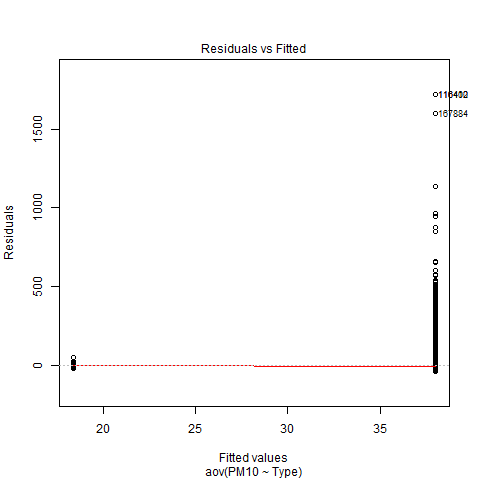 Residuals vs Fitted
1500
1000
500
0
Residuals
167884
20
25
30
35
Fitted values
aov(PM10 ~ Type)